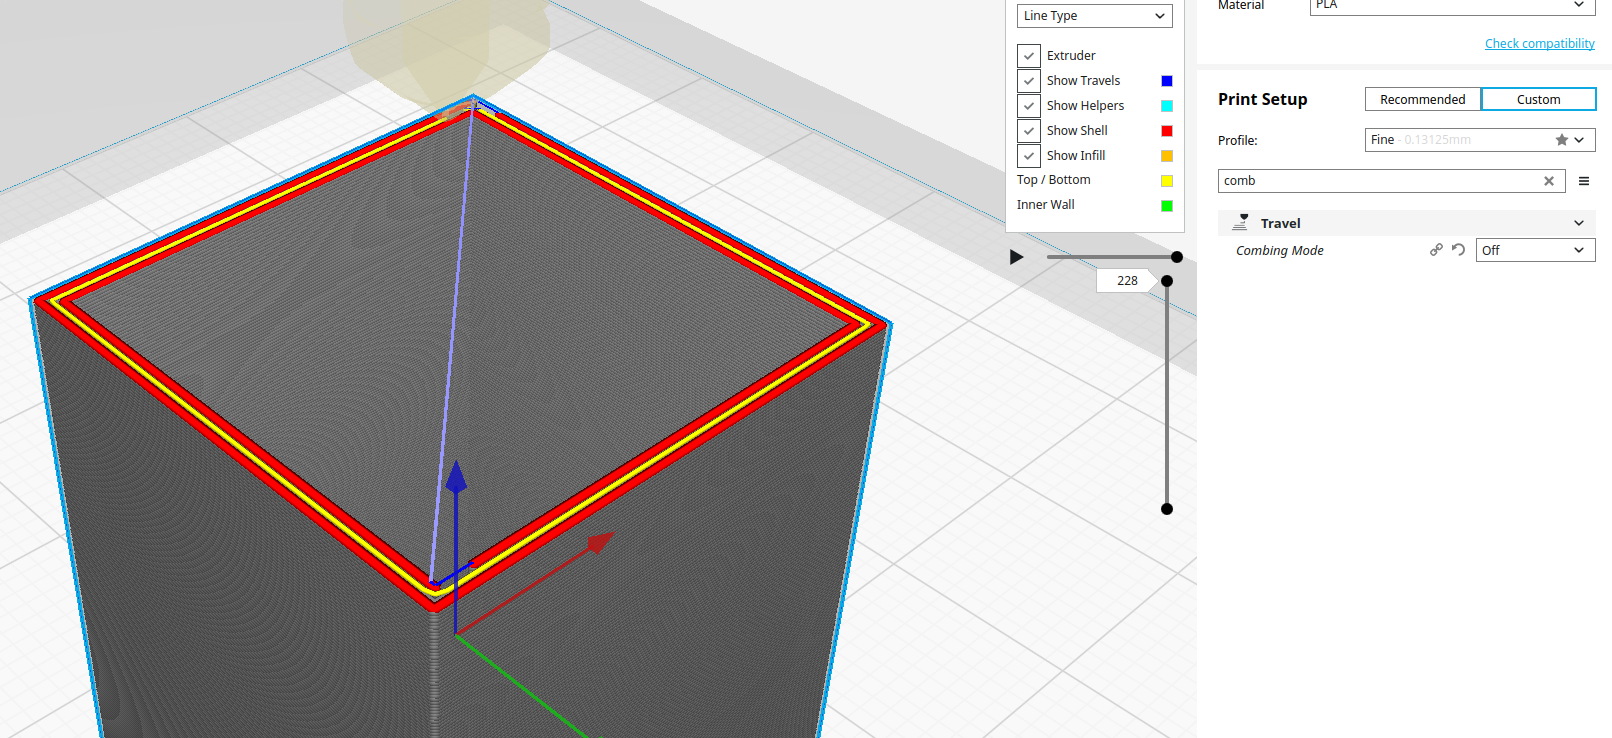 Line Type
Extruder
Show Travels
Show Helpers
Show Shell
Show Infill
Top / Bottom
Inner Wall
228
Material
PLA
Check compatibility
Print Setup
Recommended
Custom
Profile:
Fine - 0.13125mm
comb
Travel
Combing Mode
Off